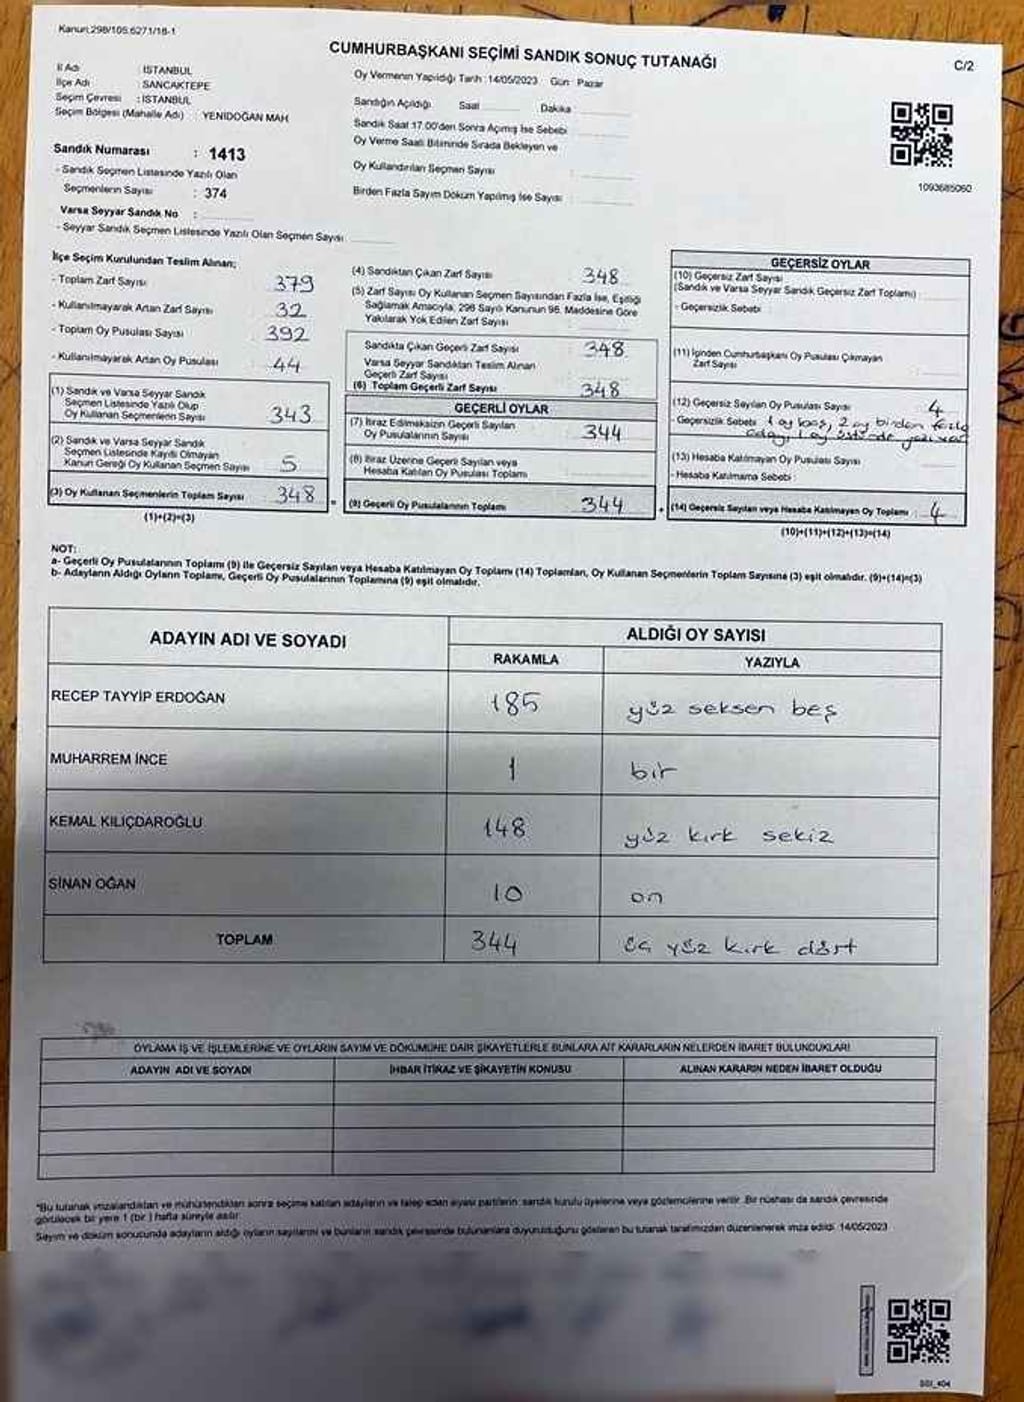 Kanun:298/105.6271/16-1
CUMHURBAŞKANI SEÇİMİ SANDIK SONUÇ TUTANAĞI
C/2
İl Adı : İSTANBUL
İlçe Adı : SANCAKTEPE
Seçim Çevresi : İSTANBUL
Seçim Bölgesi (Mahalle Adı) : YENIDOĞAN MAH
Sandık Numarası : 1413
- Sandık Seçmen Listesinde Yazılı Olan
Seçmenlerin Sayısı : 374
Varsa Seyyar Sandık No :
- Seyyar Sandık Seçmen Listesinde Yazılı Olan Seçmen Sayısı
Oy Vermenin Yapıldığı Tarih : 14/05/2023 Gün : Pazar
Sandığın Açıldığı Saat Dakika :
Sandık Saat 17.00'den Sonra Açımış İse Sebebi
Oy Verme Saati Bitiminde Sırada Bekleyen ve
Oy Kullandırılan Seçmen Sayısı :
Birden Fazla Sayım Döküm Yapılmış İse Sayısı :
1093685060
İlçe Seçim Kurulundan Teslim Alınan;
- Toplam Zarf Sayısı : 379
- Kullanılmayarak Artan Zarf Sayısı : 32
- Toplam Oy Pusulası Sayısı : 392
- Kullanılmayarak Artan Oy Pusulası : 44
(1) Sandık ve Varsa Seyyar Sandık
Seçmen Listesinde Yazılı Olup
Oy Kullanan Seçmenlerin Sayısı : 343
(2) Sandık ve Varsa Seyyar Sandık
Seçmen Listesinde Kaydı Olmayan
Kanun Gereği Oy Kullanan Seçmen Sayısı 5
(3) Oy Kullanan Seçmenlerin Toplam Sayısı 348
(1)+(2)=(3)
(4) Sandıktan Çıkan Zarf Sayısı : 348
(5) Zarf Sayısı Oy Kullanan Seçmen Sayısından Fazla İse, Eşitliği
Sağlamak Amacıyla, 298 Sayılı Kanunun 98. Maddesine Göre
Yakılarak Yok Edilen Zarf Sayısı :
Sandıkta Çıkan Geçerli Zarf Sayısı : 348
Varsa Seyyar Sandıktan Teslim Alınan
Geçerli Zarf Sayısı :
(6) Toplam Geçerli Zarf Sayısı : 348
GEÇERLİ OYLAR
(7) İtiraz Edilmeksizin Geçerli Sayılan
Oy Pusulalarının Sayısı : 344
(8) İtiraz Üzerine Geçerli Sayılan veya
Hesaba Katılan Oy Pusulası Toplamı :
(9) Geçerli Oy Pusulalarının Toplamı : 344
GEÇERSİZ OYLAR
(10) Geçersiz Zarf Sayısı
(Sandık ve Varsa Seyyar Sandık Geçersiz Zarf Toplamı) :
- Geçersizlik Sebebi :
(11) İçinden Cumhurbaşkanı Oy Pusulası Çıkmayan
Zarf Sayısı :
(12) Geçersiz Sayılan Oy Pusulası Sayısı : 4
- Geçersizlik Sebebi : 1 oy boş, 2 oy birden fazla
aday, 1 oy üstünde yazı var
(13) Hesaba Katılmayan Oy Pusulası Sayısı :
- Hesaba Katılmama Sebebi :
(14) Geçersiz Sayılan veya Hesaba Katılmayan Oy Toplamı : 4
(10)+(11)+(12)+(13)=(14)
NOT:
a- Geçerli Oy Pusulalarının Toplamı (9) ile Geçersiz Sayılan veya Hesaba Katılmayan Oy Toplamı (14) Toplamları, Oy Kullanan Seçmenlerin Toplam Sayısına (3) eşit olmalıdır. (9)+(14)=(3)
b- Adayların Aldığı Oyların Toplamı, Geçerli Oy Pusulalarının Toplamına (9) eşit olmalıdır.
ADAYIN ADI VE SOYADI ALDIĞI OY SAYISI
RAKAMLA YAZIYLA
RECEP TAYYİP ERDOĞAN 185 yüz seksen beş
MUHARREM İNCE 1 bir
KEMAL KILIÇDAROĞLU 148 yüz kırk sekiz
SİNAN OĞAN 10 on
TOPLAM 344 üç yüz kırk dört
OYLAMA İŞ VE İŞLEMLERİNE VE OYLARIN SAYIM VE DÖKÜMÜNE DAİR ŞİKAYETLERLE BUNLARA AİT KARARLARIN NELERDEN İBARET BULUNDUKLARI
ADAYIN ADI VE SOYADI İHBAR İTİRAZ VE ŞİKAYETİN KONUSU ALINAN KARARIN NEDEN İBARET OLDUĞU
*Bu tutanak imzalandıktan ve mühürlendikten sonra seçime katılan adayların ve talep eden siyasi partilerin sandık kurulu üyelerine veya gözlemcilerine verilir. Bir nüshası da sandık çevresinde
görülecek bir yere 1 (bir ) hafta süreyle asılır.
Sayım ve döküm sonucunda adayların aldığı oyların sayılarını ve bunların sandık çevresinde bulunanlara duyurulduğunu gösteren bu tutanak tarafımızdan düzenlenerek imza edildi. 14/05/2023